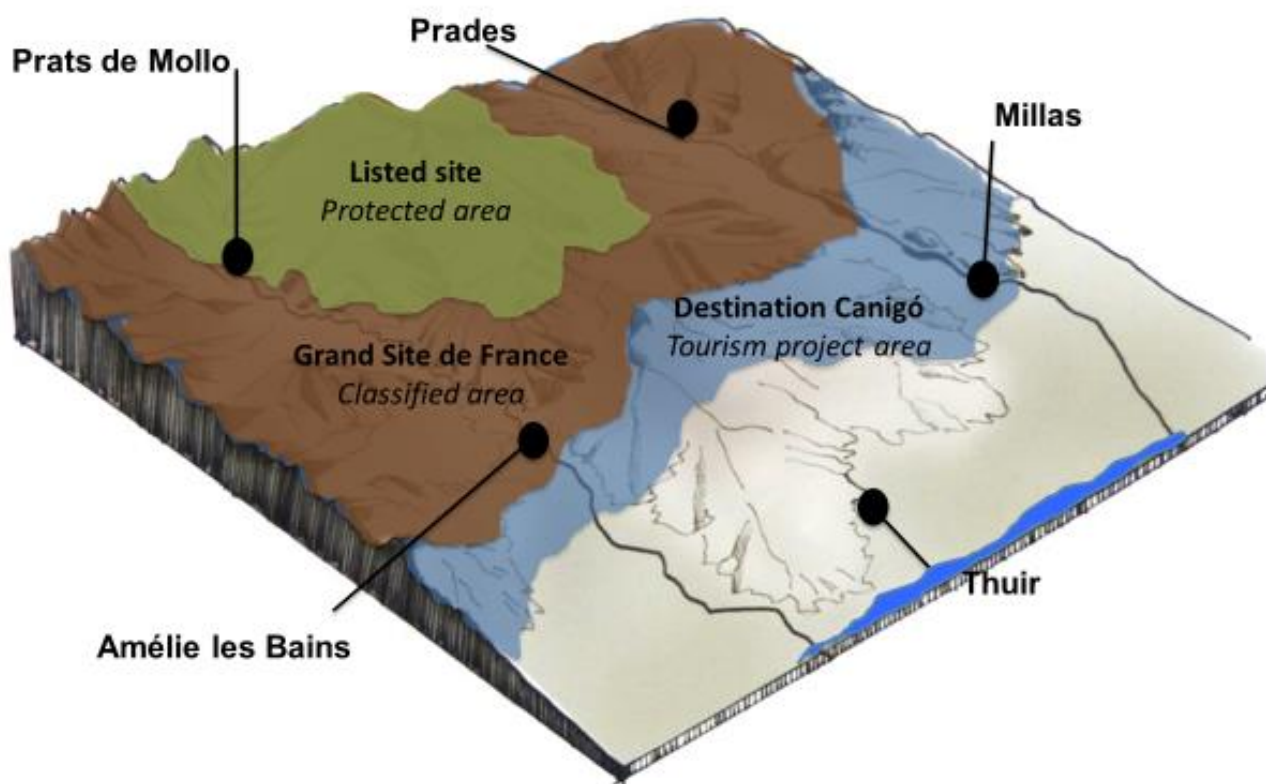 Prades
Prats de Mollo
Millas
Listed site
Protected area
Destination Canigó
Tourism project area
Grand Site de France
Classified area
Thuir
Amélie les Bains